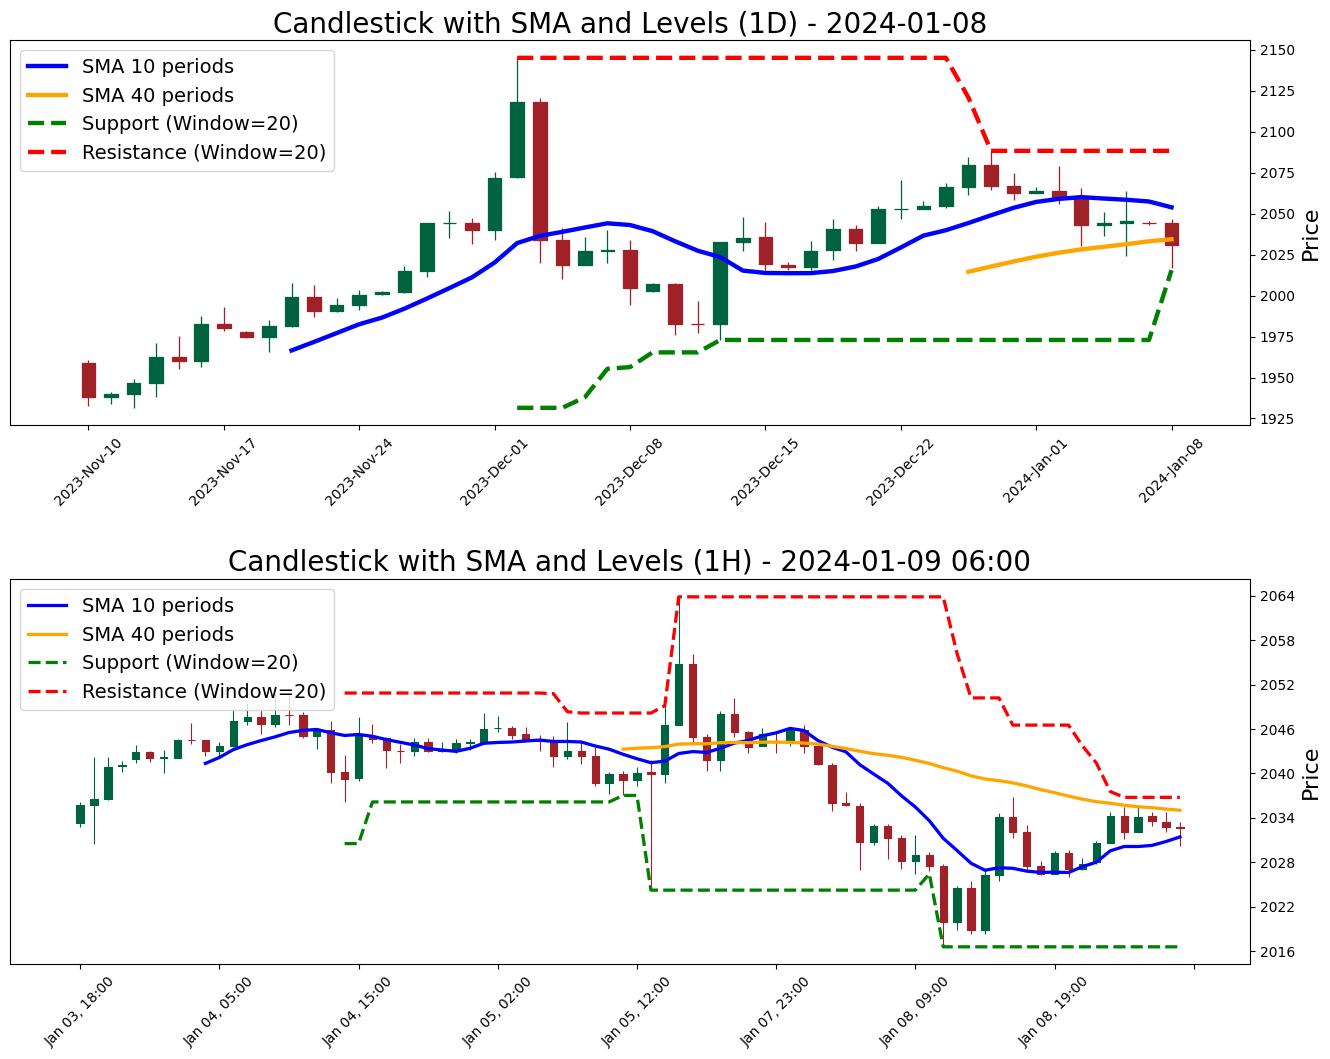 Candlestick with SMA and Levels (1D) - 2024-01-08
SMA 10 periods
SMA 40 periods
Support (Window=20)
Resistance (Window=20)
2150
2125
2100
2075
2050
2025
2000
1975
1950
1925
Price
2023-Nov-10
2023-Nov-17
2023-Nov-24
2023-Dec-01
2023-Dec-08
2023-Dec-15
2023-Dec-22
2024-Jan-01
2024-Jan-08
Candlestick with SMA and Levels (1H) - 2024-01-09 06:00
SMA 10 periods
SMA 40 periods
Support (Window=20)
Resistance (Window=20)
2064
2058
2052
2046
2040
2034
2028
2022
2016
Price
Jan 03, 18:00
Jan 04, 05:00
Jan 04, 15:00
Jan 05, 02:00
Jan 05, 12:00
Jan 07, 23:00
Jan 08, 09:00
Jan 08, 19:00